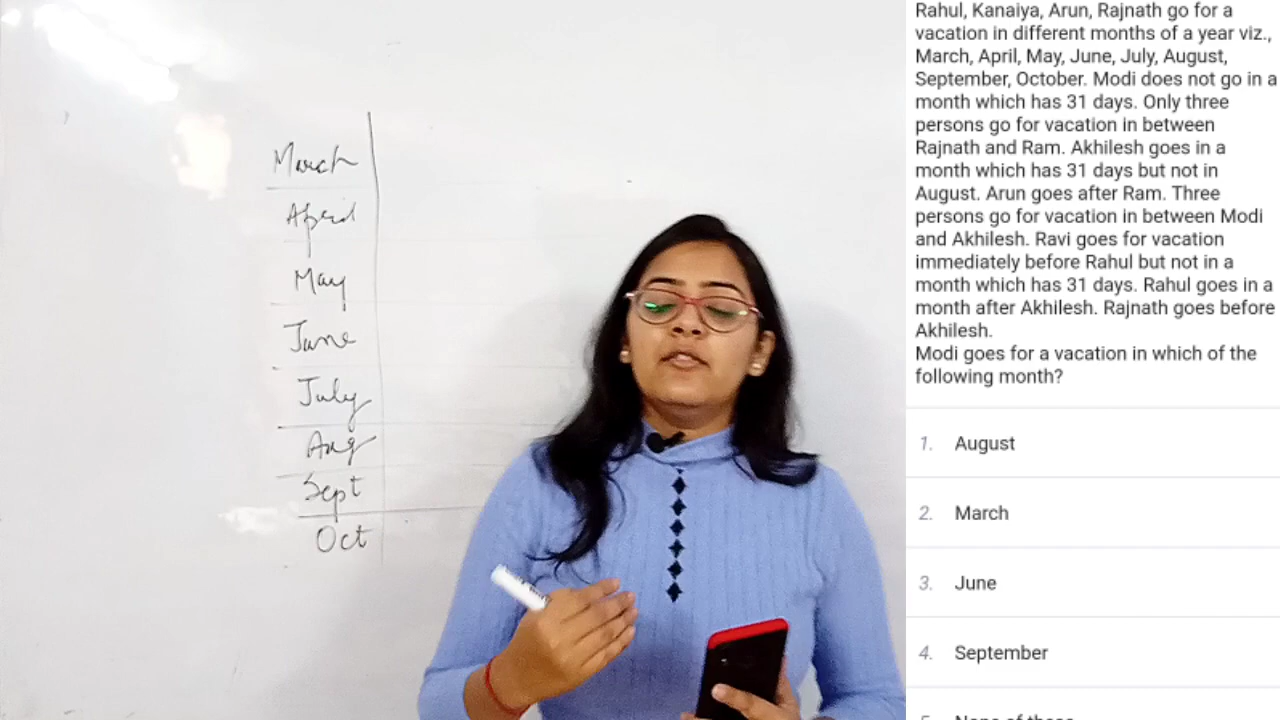 March
April
May
June
July
Aug
Sept
Oct
Rahul, Kanaiya, Arun, Rajnath go for a
vacation in different months of a year viz.,
March, April, May, June, July, August,
September, October. Modi does not go in a
month which has 31 days. Only three
persons go for vacation in between
Rajnath and Ram. Akhilesh goes in a
month which has 31 days but not in
August. Arun goes after Ram. Three
persons go for vacation in between Modi
and Akhilesh. Ravi goes for vacation
immediately before Rahul but not in a
month which has 31 days. Rahul goes in a
month after Akhilesh. Rajnath goes before
Akhilesh.
Modi goes for a vacation in which of the
following month?
1. August
2. March
3. June
4. September